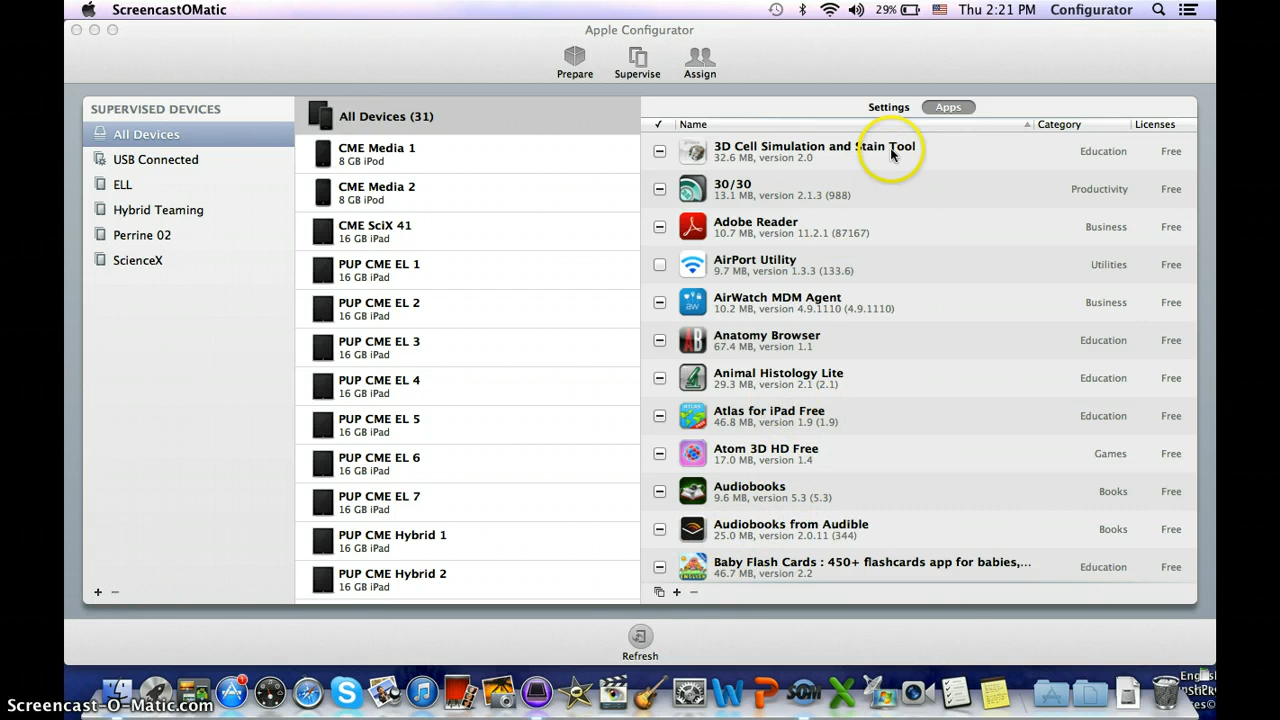 ScreencastOMatic
29%
Thu 2:21 PM
Configurator
Apple Configurator
Prepare
Supervise
Assign
SUPERVISED DEVICES
All Devices
USB Connected
ELL
Hybrid Teaming
Perrine 02
ScienceX
All Devices (31)
CME Media 1
8 GB iPod
CME Media 2
8 GB iPod
CME SciX 41
16 GB iPad
PUP CME EL 1
16 GB iPad
PUP CME EL 2
16 GB iPad
PUP CME EL 3
16 GB iPad
PUP CME EL 4
16 GB iPad
PUP CME EL 5
16 GB iPad
PUP CME EL 6
16 GB iPad
PUP CME EL 7
16 GB iPad
PUP CME Hybrid 1
16 GB iPad
PUP CME Hybrid 2
16 GB iPad
Settings
Apps
✓ Name Category Licenses
3D Cell Simulation and Stain Tool Education Free
32.6 MB, version 2.0
30/30 Productivity Free
13.1 MB, version 2.1.3 (988)
Adobe Reader Business Free
10.7 MB, version 11.2.1 (87167)
AirPort Utility Utilities Free
9.7 MB, version 1.3.3 (133.6)
AirWatch MDM Agent Business Free
10.2 MB, version 4.9.1110 (4.9.1110)
Anatomy Browser Education Free
67.4 MB, version 1.1
Animal Histology Lite Education Free
29.3 MB, version 2.1 (2.1)
Atlas for iPad Free Education Free
46.8 MB, version 1.9 (1.9)
Atom 3D HD Free Games Free
17.0 MB, version 1.4
Audiobooks Books Free
9.6 MB, version 5.3 (5.3)
Audiobooks from Audible Books Free
25.0 MB, version 2.0.11 (344)
Baby Flash Cards : 450+ flashcards app for babies,... Education Free
46.7 MB, version 2.2
Refresh
Screencast-O-Matic.com